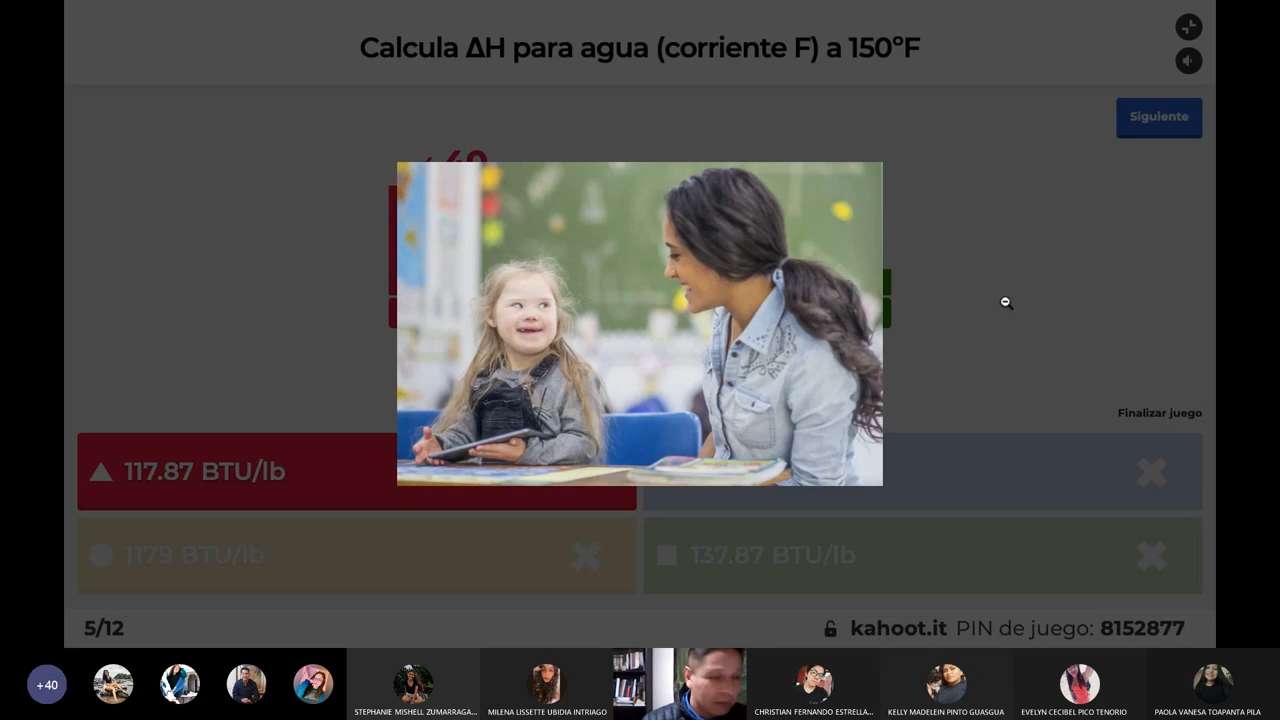 Calcula ΔH para agua (corriente F) a 150ºF
Siguiente
Finalizar juego
117.87 BTU/lb
1179 BTU/lb
137.87 BTU/lb
5/12
kahoot.it PIN de juego: 8152877
+40
STEPHANIE MISHELL ZUMARRAGA...
MILENA LISSETTE UBIDIA INTRIAGO
CHRISTIAN FERNANDO ESTRELLA...
KELLY MADELEIN PINTO GUASGUA
EVELYN CECIBEL PICO TENORIO
PAOLA VANESA TOAPANTA PILA